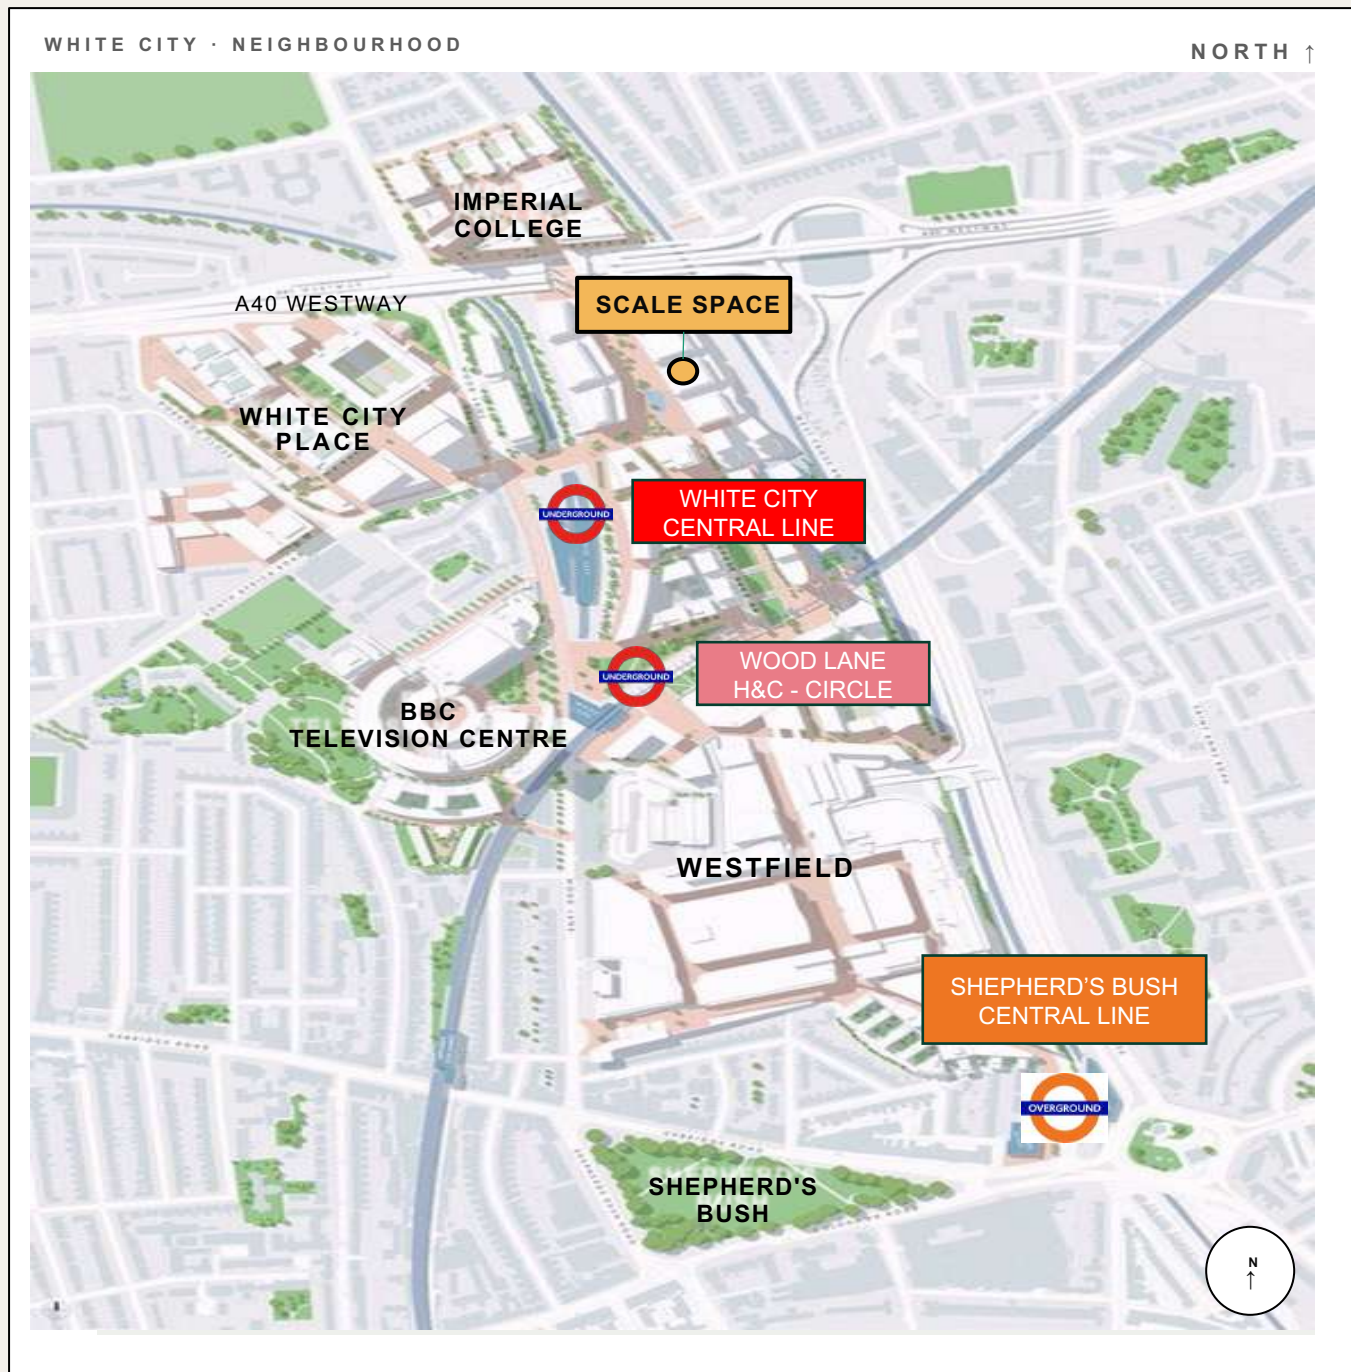 WHITE CITY · NEIGHBOURHOOD
NORTH ↑
IMPERIAL
COLLEGE
A40 WESTWAY
SCALE SPACE
WHITE CITY
PLACE
WHITE CITY
CENTRAL LINE
UNDERGROUND
WOOD LANE
H&C - CIRCLE
UNDERGROUND
BBC
TELEVISION CENTRE
WESTFIELD
SHEPHERD’S BUSH
CENTRAL LINE
OVERGROUND
SHEPHERD'S
BUSH
N
↑